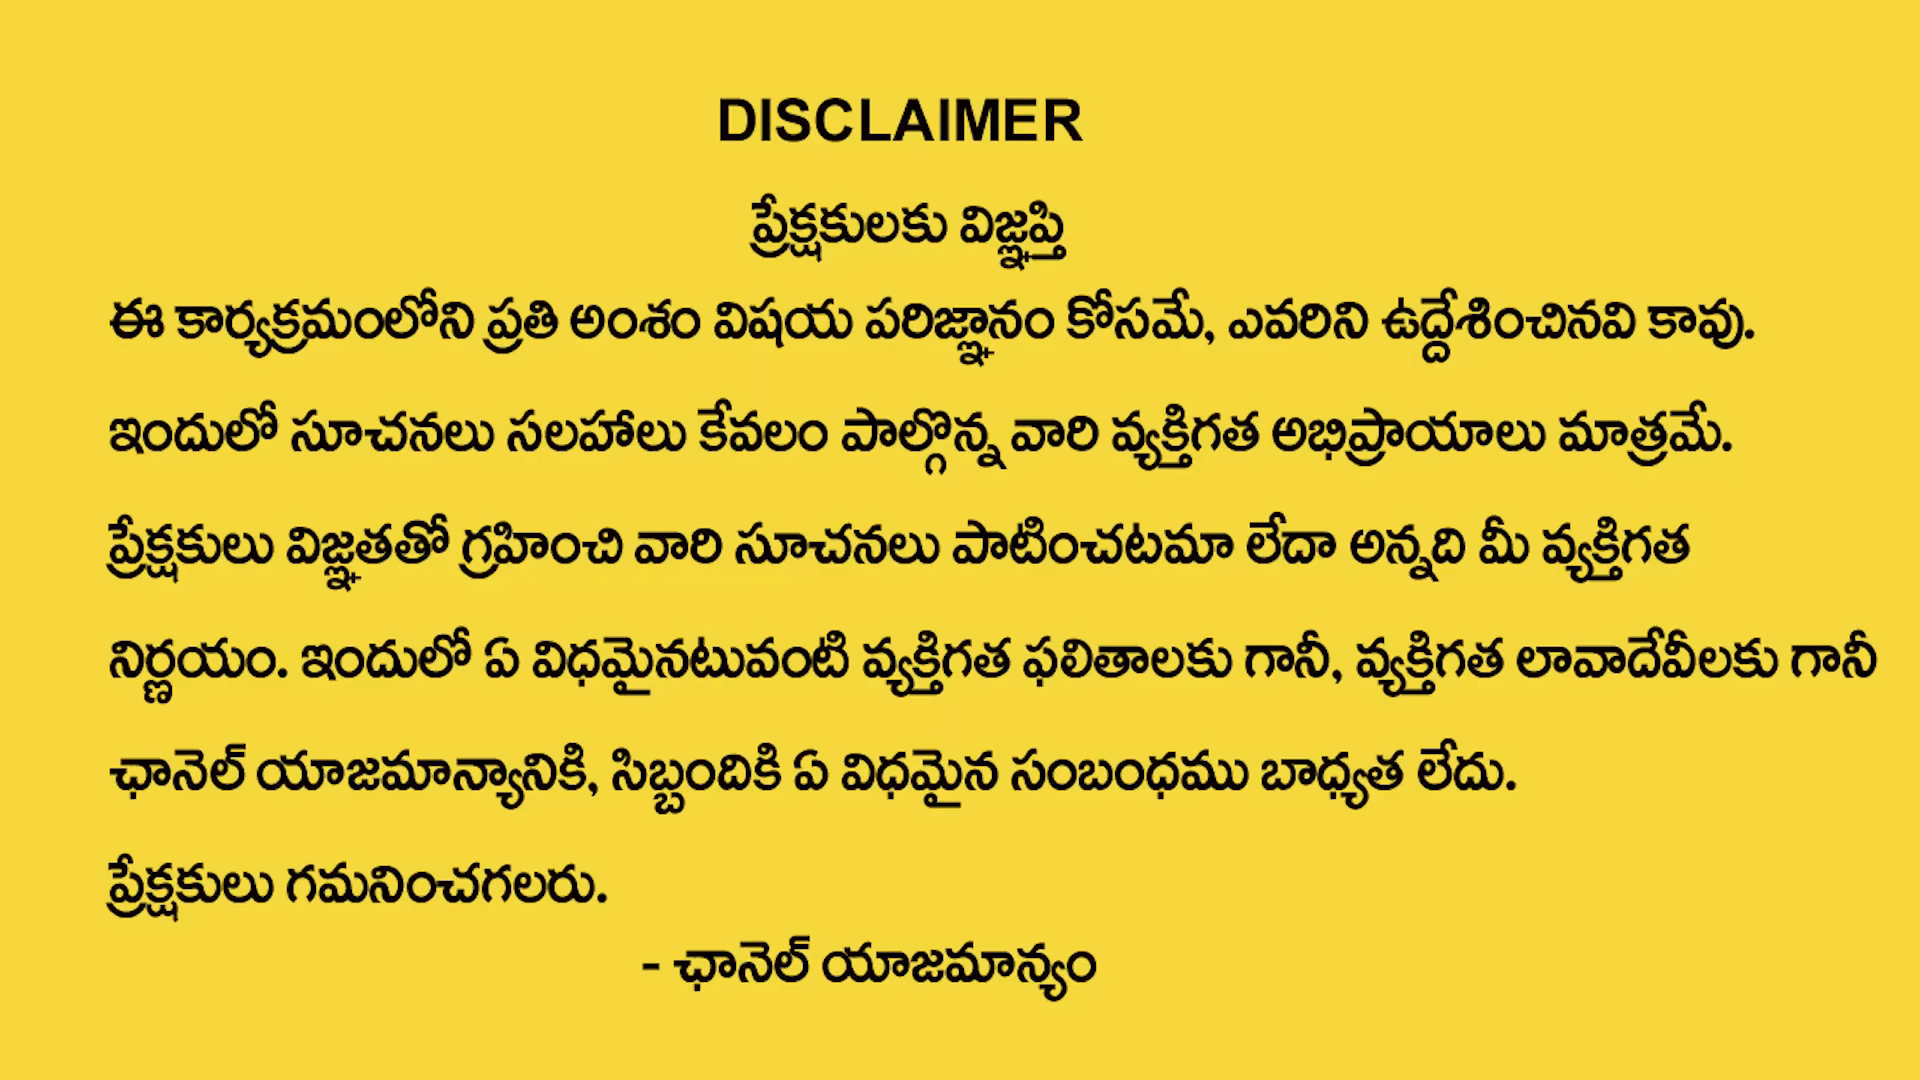 DISCLAIMER
ప్రేక్షకులకు విజ్ఞప్తి
ఈ కార్యక్రమంలోని ప్రతి అంశం విషయ పరిజ్ఞానం కోసమే, ఎవరిని ఉద్దేశించినవి కావు.
ఇందులో సూచనలు సలహాలు కేవలం పాల్గొన్న వారి వ్యక్తిగత అభిప్రాయాలు మాత్రమే.
ప్రేక్షకులు విజ్ఞతతో గ్రహించి వారి సూచనలు పాటించటమా లేదా అన్నది మీ వ్యక్తిగత
నిర్ణయం. ఇందులో ఏ విధమైనటువంటి వ్యక్తిగత ఫలితాలకు గానీ, వ్యక్తిగత లావాదేవీలకు గానీ
ఛానెల్ యాజమాన్యానికి, సిబ్బందికి ఏ విధమైన సంబంధము బాధ్యత లేదు.
ప్రేక్షకులు గమనించగలరు.
- ఛానెల్ యాజమాన్యం